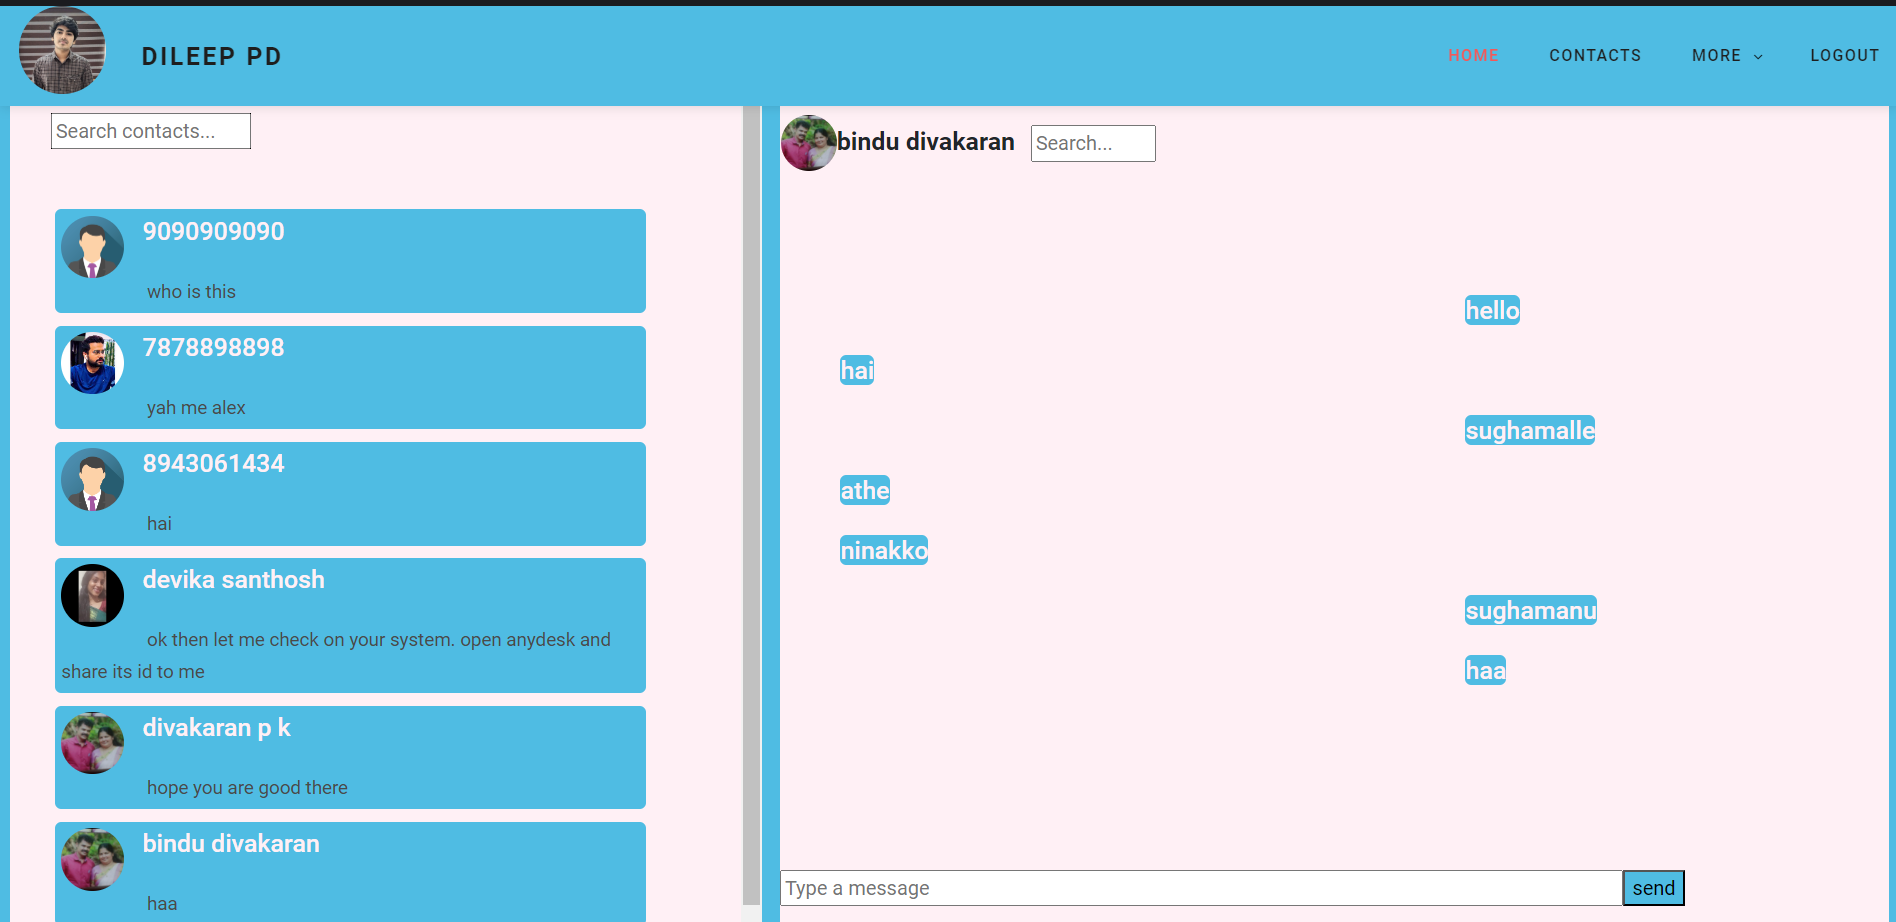 DILEEP PD
HOME CONTACTS MORE LOGOUT
Search contacts...
9090909090
who is this
7878898898
yah me alex
8943061434
hai
devika santhosh
ok then let me check on your system. open anydesk and
share its id to me
divakaran p k
hope you are good there
bindu divakaran
haa
bindu divakaran Search...
hello
hai
sughamalle
athe
ninakko
sughamanu
haa
Type a message send